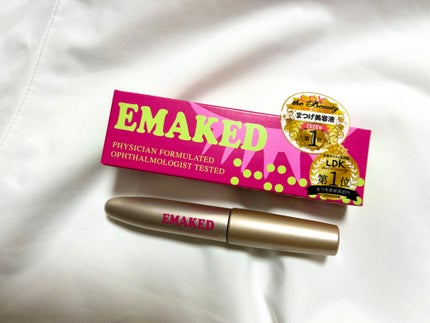 EMAKED
PHYSICIAN FORMULATED
OPHTHALMOLOGIST TESTED
the Beauty
まつげ美容液
1
LDK
第1位
EMAKED